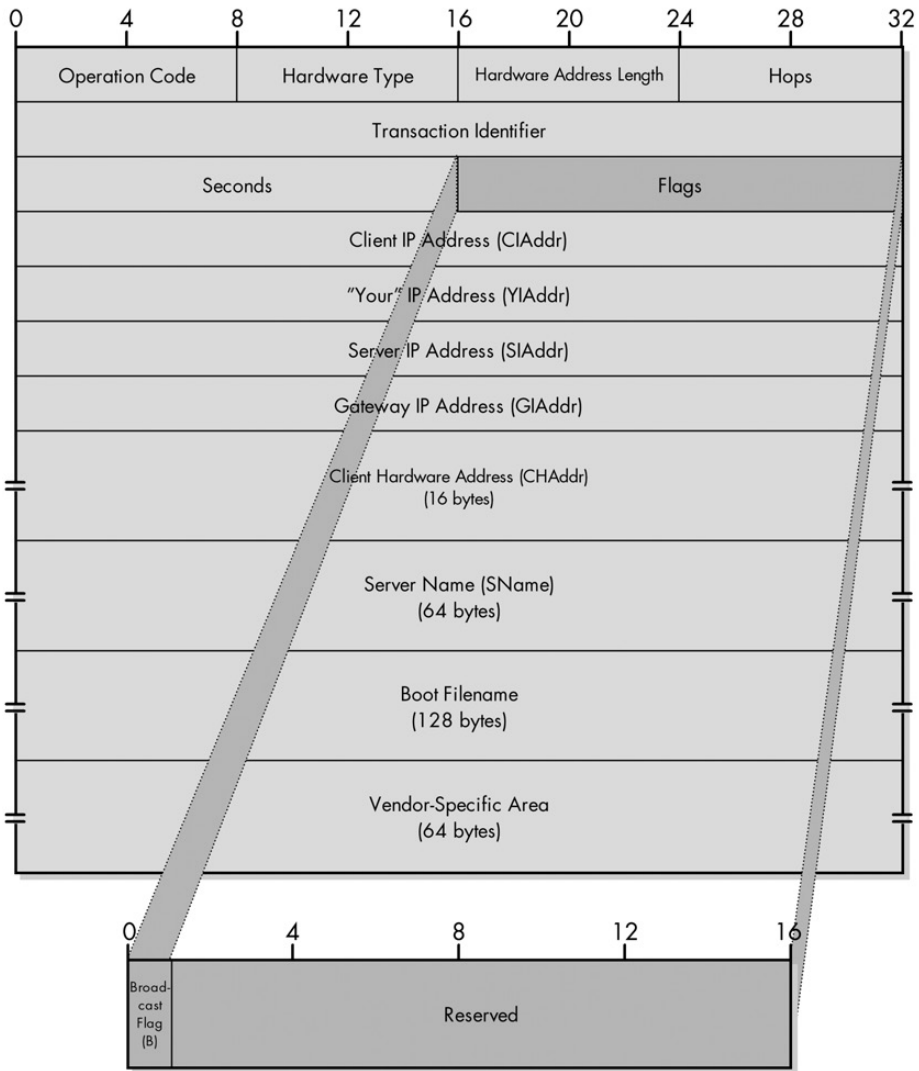 0 4 8 12 16 20 24 28 32
Operation Code Hardware Type Hardware Address Length Hops
Transaction Identifier
Seconds Flags
Client IP Address (CIAddr)
"Your" IP Address (YIAddr)
Server IP Address (SIAddr)
Gateway IP Address (GIAddr)
Client Hardware Address (CHAddr)
(16 bytes)
Server Name (SName)
(64 bytes)
Boot Filename
(128 bytes)
Vendor-Specific Area
(64 bytes)
0 4 8 12 16
Broad-
cast
Flag
(B)
Reserved